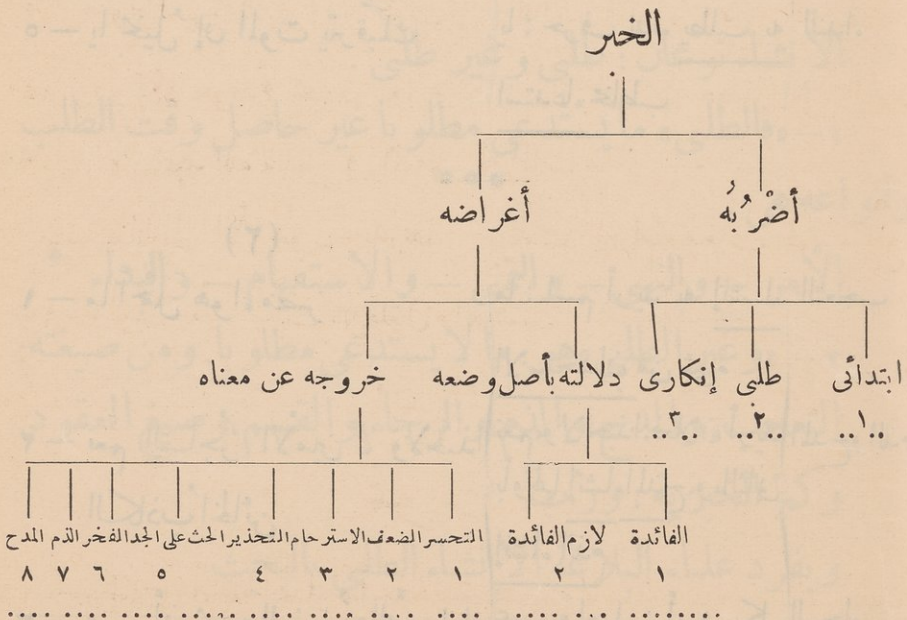 الخبر
أضْرُبُه أغراضه
ابتدائى طلبى إنكارى دلالته بأصل وضعه خروجه عن معناه
..١.. ..٢.. ..٣..
الفائدة لازم الفائدة التحسر الضعف الاسترحام التحذير الحث على الجد الفخر الذم المدح
١ ٢ ١ ٢ ٣ ٤ ٥ ٦ ٧ ٨